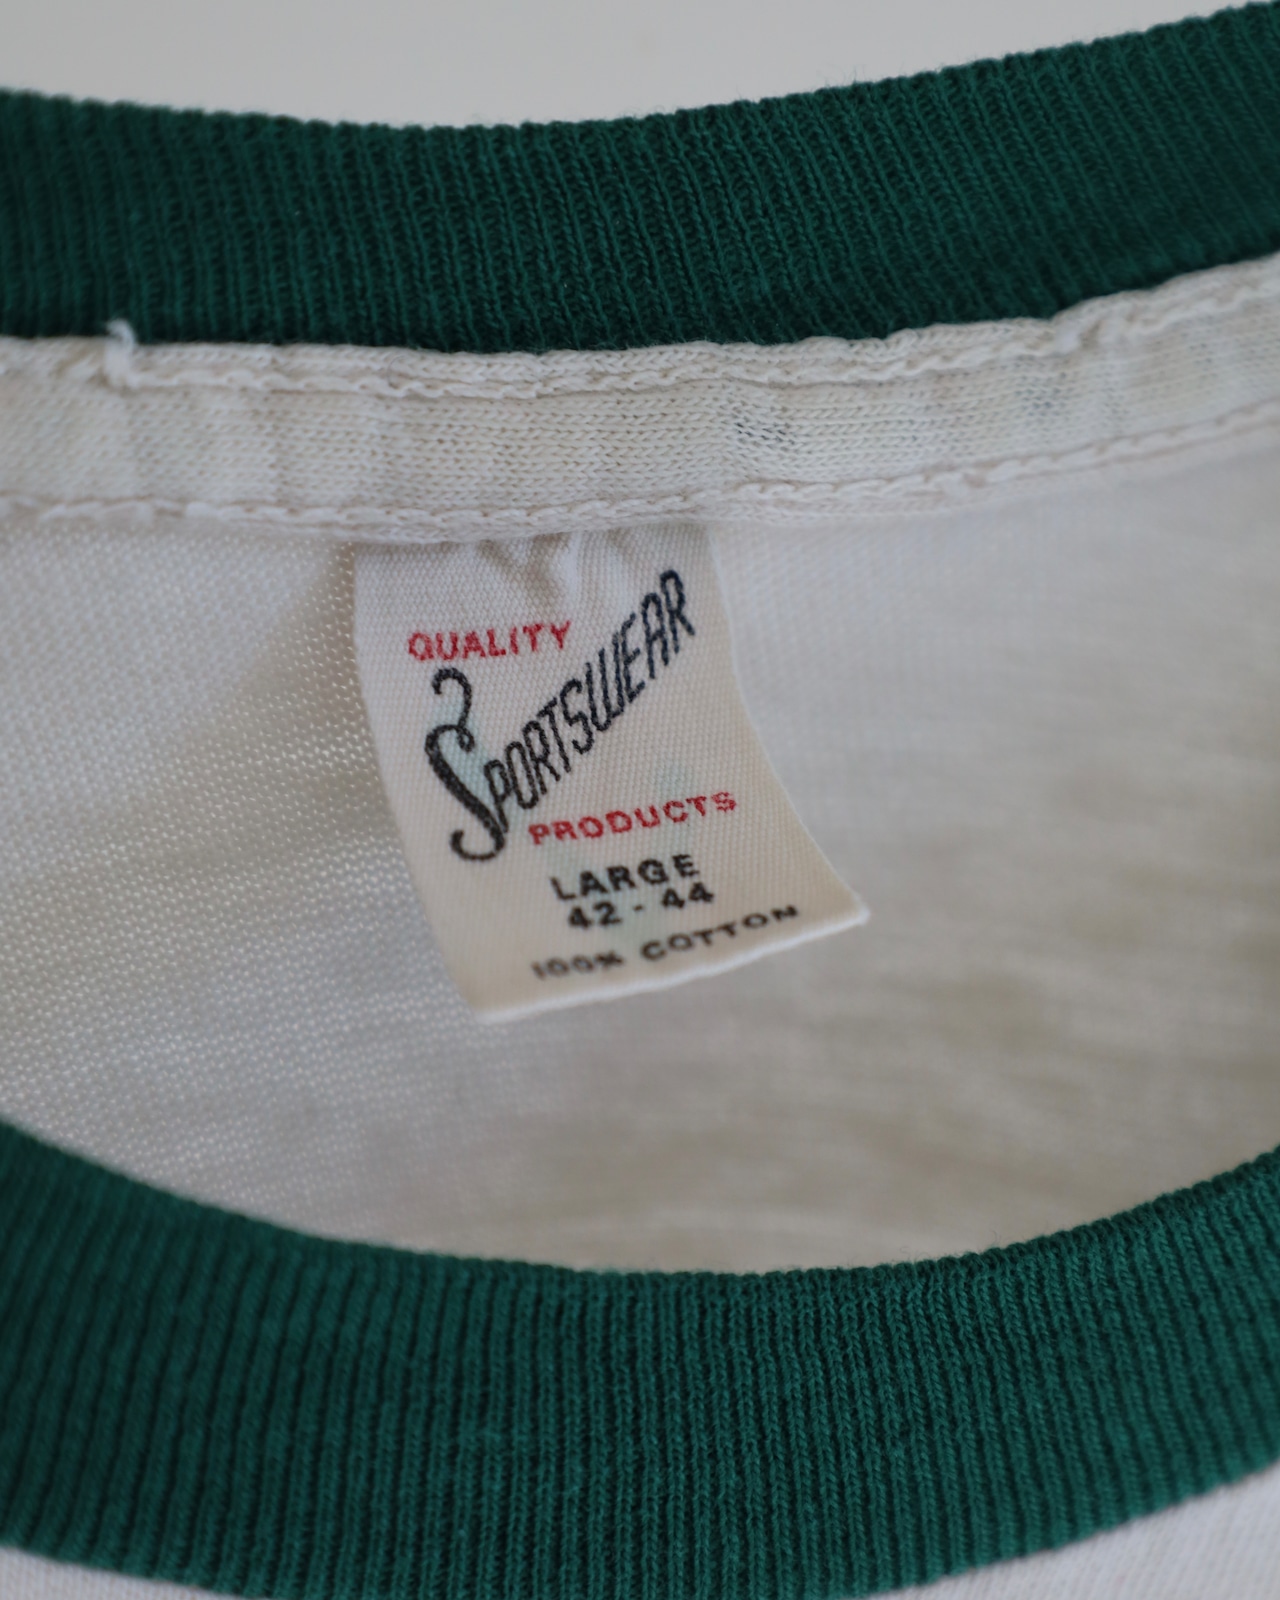 QUALITY
SPORTSWEAR
PRODUCTS
LARGE
42 - 44
100% COTTON